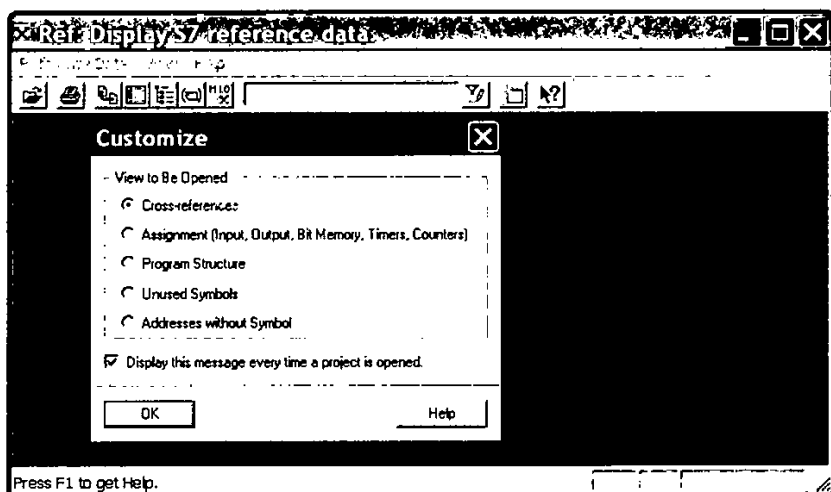 Ref: Display S7 reference data
Customize
View to Be Opened
Cross-references
Assignment (Input, Output, Bit Memory, Timers, Counters)
Program Structure
Unused Symbols
Addresses without Symbol
Display this message every time a project is opened.
OK
Help
Press F1 to get Help.